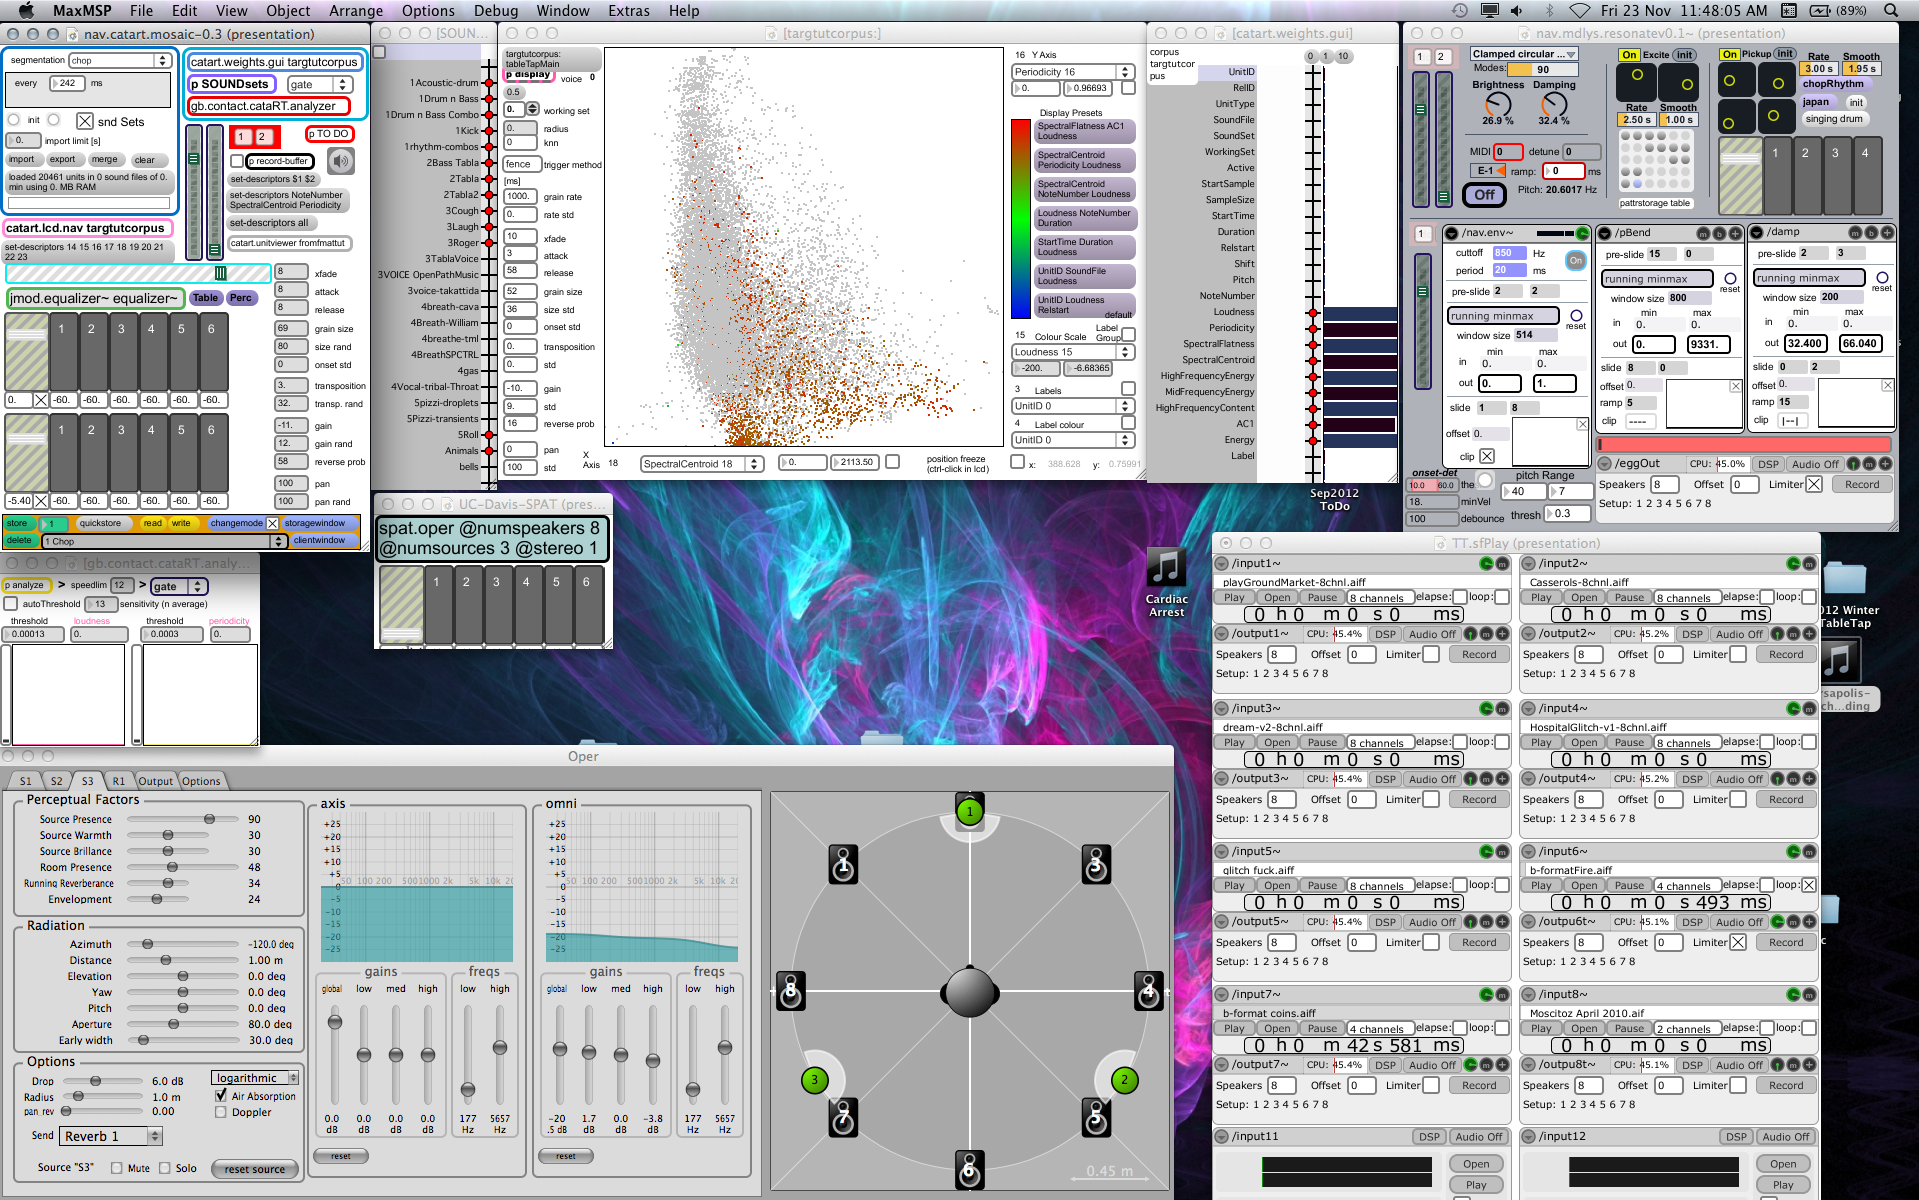 MaxMSP File Edit View Object Arrange Options Debug Window Extras Help
Fri 23 Nov 11:48:05 AM (89%)
nav.catart.mosaic-0.3 (presentation)
segmentation chop
every 242 ms
init snd Sets
0. import limit [s]
import export merge clear
loaded 20461 units in 0 sound files of 0.
min using 0. MB RAM
catart.lcd.nav targtutcorpus
set-descriptors 14 15 16 17 18 19 20 21
22 23
catart.weights.gui targtutcorpus
p SOUNDsets gate
gb.contact.cataRT.analyzer
1 2 p TO DO
p record-buffer
set-descriptors $1 $2
set-descriptors NoteNumber
SpectralCentroid Periodicity
set-descriptors all
catart.unitviewer fromfmattut
jmod.equalizer~ equalizer~ Table Perc
1 2 3 4 5 6
0. -60. -60. -60. -60. -60. -60.
1 2 3 4 5 6
-5.40 -60. -60. -60. -60. -60. -60.
8 xfade
8 attack
8 release
69 grain size
80 size rand
0 onset std
3. transposition
32. transp. rand
-11. gain
12. gain rand
58 reverse prob
100 pan
100 pan rand
store 1 quickstore read write changemode storagewindow
delete 1 Chop clientwindow
[SOUN...
1Acoustic-drum
1Drum n Bass
1Drum n Bass Combo
1Kick
1rhythm-combos
2Bass Tabla
2Tabla
2Tabla2
3Cough
3Laugh
3Roger
3TablaVoice
3VOICE OpenPathMusic
3voice-takattida
4breath-cava
4Breath-William
4breathe-tml
4BreathSPCTRL
4gas
4Vocal-tribal-Throat
5pizzi-droplets
5Pizzi-transients
5Roll
Animals
bells
[targtutcorpus:]
targtutcorpus:
tableTapMain
p display voice 0
0.5
0. working set
0. radius
0 knn
fence trigger method
[ms]
1000. grain rate
0. rate std
10 xfade
3 attack
58 release
52 grain size
36 size std
0 onset std
0. transposition
0. std
-10. gain
9. std
16 reverse prob
0 pan
100 std
X
Axis 18 SpectralCentroid 18 0. 2113.50
position freeze
(ctrl-click in lcd)
x: 388.628 y: 0.75991
16 Y Axis
Periodicity 16
0. 0.96693
Display Presets
SpectralFlatness AC1
Loudness
SpectralCentroid
Periodicity Loudness
SpectralCentroid
NoteNumber Loudness
Loudness NoteNumber
Duration
StartTime Duration
Loudness
UnitID SoundFile
Loudness
UnitID Loudness
Relstart
default
15 Colour Scale Label
Group
Loudness 15
-200. -6.68365
3 Labels
UnitID 0
4 Label colour
UnitID 0
[catart.weights.gui]
corpus
targtutcor
pus
0 1 10
UnitID
RelID
UnitType
SoundFile
SoundSet
WorkingSet
Active
StartSample
SampleSize
StartTime
Duration
Relstart
Shift
Pitch
NoteNumber
Loudness
Periodicity
SpectralFlatness
SpectralCentroid
HighFrequencyEnergy
MidFrequencyEnergy
HighFrequencyContent
AC1
Energy
Label
nav.mdlys.resonatev0.1~ (presentation)
1 2
Clamped circular ...
Modes: 90
Brightness Damping
26.9 % 32.4 %
MIDI 0 detune 0
E-1 ramp: 0 ms
Off Pitch: 20.6017 Hz
On Excite init
Rate Smooth
2.50 s 1.00 s
pattrstorage table
On Pickup init
Rate Smooth
3.00 s 1.95 s
chopRhythm
japan init
singing drum
1 2 3 4
1
/nav.env~
cuttoff 850 Hz
period 20 ms
On
pre-slide 2 2
running minmax
reset
window size 514
min max
in 0. 0.
out 0. 1.
slide 1 8
offset 0.
clip
/pBend m b +
pre-slide 15 0
running minmax
reset
window size 800
min max
in 0. 0.
out 0. 9331.
slide 8 0
offset 0.
ramp 5
clip ----
/damp m b +
pre-slide 2 3
running minmax
reset
window size 200
min max
in 0. 0.
out 32.400 66.040
slide 0 2
offset 0.
ramp 15
clip |--|
onset-det
10.0 60.0 the
18. minVel
100 debounce
pitch Range
40 7
thresh 0.3
/eggOut CPU: 45.0% DSP Audio Off m +
Speakers 8 Offset 0 Limiter Record
Setup: 1 2 3 4 5 6 7 8
Sep2012
ToDo
UC-Davis-SPAT (pres...
spat.oper @numspeakers 8
@numsources 3 @stereo 1
1 2 3 4 5 6
Cardiac
Arrest
[gb.contact.cataRT.analy...
p analyze > speedlim 12 > gate
autoThreshold 13 sensitivity (n average)
threshold loudness threshold periodicity
0.00013 0. 0.0003 0.
TT.sfPlay (presentation)
/input1~ m
playGroundMarket-8chnl.aiff
Play Open Pause 8 channels elapse: loop:
0 h 0 m 0 s 0 ms
/output1~ CPU: 45.4% DSP Audio Off m +
Speakers 8 Offset 0 Limiter Record
Setup: 1 2 3 4 5 6 7 8
/input2~ m
Casserols-8chnl.aiff
Play Open Pause 8 channels elapse: loop:
0 h 0 m 0 s 0 ms
/output2~ CPU: 45.2% DSP Audio Off m +
Speakers 8 Offset 0 Limiter Record
Setup: 1 2 3 4 5 6 7 8
/input3~ m
dream-v2-8chnl.aiff
Play Open Pause 8 channels elapse: loop:
0 h 0 m 0 s 0 ms
/output3~ CPU: 45.4% DSP Audio Off m +
Speakers 8 Offset 0 Limiter Record
Setup: 1 2 3 4 5 6 7 8
/input4~ m
HospitalGlitch-v1-8chnl.aiff
Play Open Pause 8 channels elapse: loop:
0 h 0 m 0 s 0 ms
/output4~ CPU: 45.2% DSP Audio Off m +
Speakers 8 Offset 0 Limiter Record
Setup: 1 2 3 4 5 6 7 8
/input5~ m
glitch fuck.aiff
Play Open Pause 8 channels elapse: loop:
0 h 0 m 0 s 0 ms
/output5~ CPU: 45.4% DSP Audio Off m +
Speakers 8 Offset 0 Limiter Record
Setup: 1 2 3 4 5 6 7 8
/input6~ m
b-formatFire.aiff
Play Open Pause 4 channels elapse: loop:
0 h 0 m 0 s 493 ms
/outpu6t~ CPU: 45.1% DSP Audio Off m +
Speakers 8 Offset 0 Limiter Record
Setup: 1 2 3 4 5 6 7 8
/input7~ m
b-format coins.aiff
Play Open Pause 4 channels elapse: loop:
0 h 0 m 42 s 581 ms
/output7~ CPU: 45.4% DSP Audio Off m +
Speakers 8 Offset 0 Limiter Record
Setup: 1 2 3 4 5 6 7 8
/input8~ m
Moscitoz April 2010.aif
Play Open Pause 2 channels elapse: loop:
0 h 0 m 0 s 0 ms
/outpu8t~ CPU: 45.1% DSP Audio Off m +
Speakers 8 Offset 0 Limiter Record
Setup: 1 2 3 4 5 6 7 8
/input11 DSP Audio Off
Open
Play
/input12 DSP Audio Off
Open
Play
012 Winter
TableTap
rsapolis-
ch...ding
Oper
S1 S2 S3 R1 Output Options
Perceptual Factors
Source Presence 90
Source Warmth 30
Source Brillance 30
Room Presence 48
Running Reverberance 34
Envelopment 24
Radiation
Azimuth -120.0 deg
Distance 1.00 m
Elevation 0.0 deg
Yaw 0.0 deg
Pitch 0.0 deg
Aperture 80.0 deg
Early width 30.0 deg
Options
Drop 6.0 dB logarithmic
Radius 1.0 m Air Absorption
pan_rev 0.00 Doppler
Send Reverb 1
Source "S3" Mute Solo reset source
axis
+25
+20
+15
+10
+5
0
-5
-10
-15
-20
-25
50 100 200 500 1000 2k 5k 10k 20
gains freqs
global low med high low high
0.0 0.0 0.0 0.0 177 5657
dB dB dB dB Hz Hz
reset
omni
+25
+20
+15
+10
+5
0
-5
-10
-15
-20
-25
50 100 200 500 1000 2k 5k 10k 20
gains freqs
global low med high low high
-20 1.7 0.0 -3.8 177 5657
.5 dB dB dB dB Hz Hz
reset
1
1 3
8 4
3 2
7 5
6
0.45 m